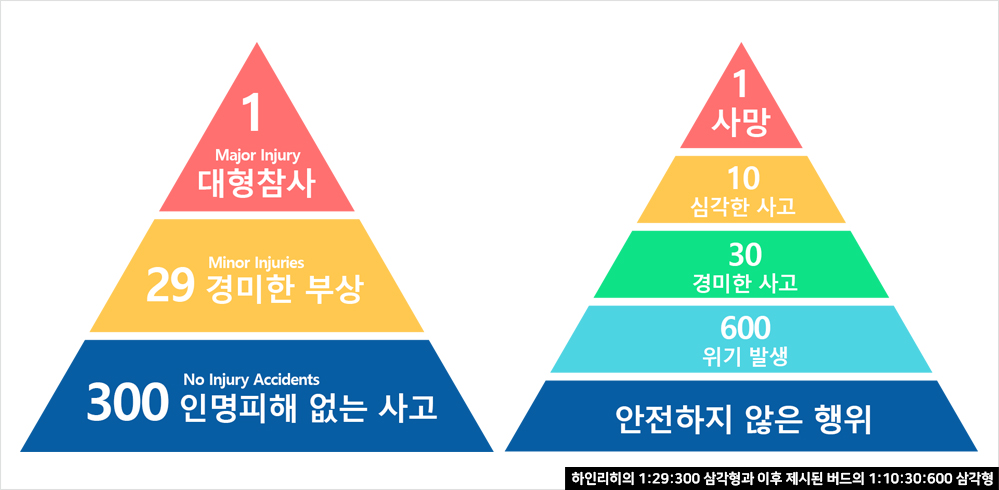 1
Major Injury
대형참사
Minor Injuries
29 경미한 부상
No Injury Accidents
300 인명피해 없는 사고
1
사망
10
심각한 사고
30
경미한 사고
600
위기 발생
안전하지 않은 행위
하인리히의 1:29:300 삼각형과 이후 제시된 버드의 1:10:30:600 삼각형